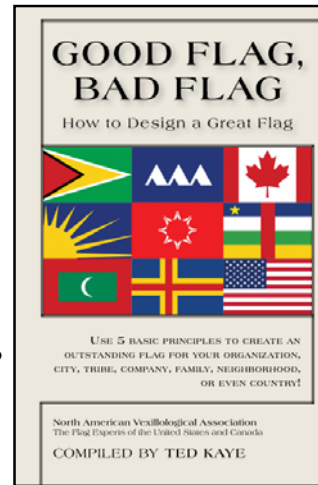 GOOD FLAG,
BAD FLAG
How to Design a Great Flag
USE 5 BASIC PRINCIPLES TO CREATE AN
OUTSTANDING FLAG FOR YOUR ORGANIZATION,
CITY, TRIBE, COMPANY, FAMILY, NEIGHBORHOOD,
OR EVEN COUNTRY!
North American Vexillological Association
The Flag Experts of the United States and Canada
COMPILED BY TED KAYE